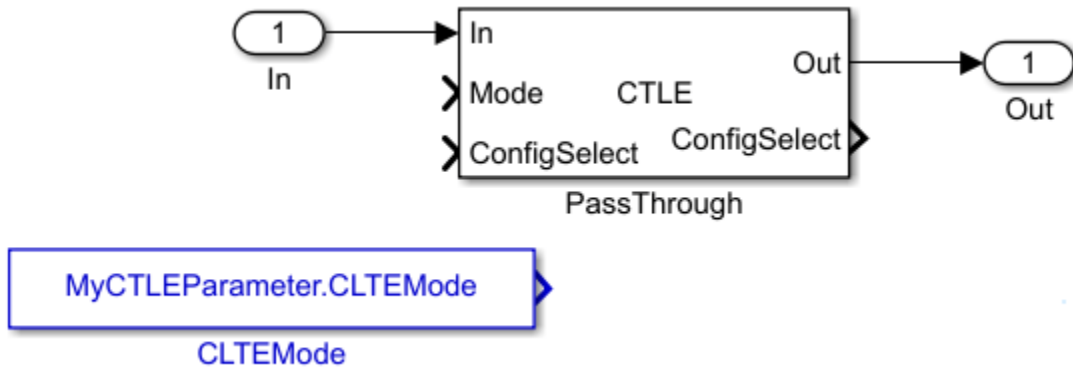 1
In
In
Mode
ConfigSelect
CTLE
Out
ConfigSelect
PassThrough
1
Out
MyCTLEParameter.CLTEMode
CLTEMode